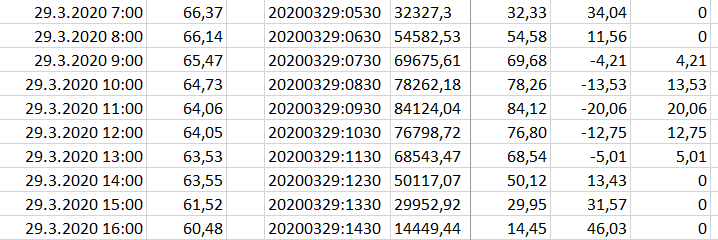 29.3.2020 7:00 66,37 20200329:0530 32327,3 32,33 34,04 0
29.3.2020 8:00 66,14 20200329:0630 54582,53 54,58 11,56 0
29.3.2020 9:00 65,47 20200329:0730 69675,61 69,68 -4,21 4,21
29.3.2020 10:00 64,73 20200329:0830 78262,18 78,26 -13,53 13,53
29.3.2020 11:00 64,06 20200329:0930 84124,04 84,12 -20,06 20,06
29.3.2020 12:00 64,05 20200329:1030 76798,72 76,80 -12,75 12,75
29.3.2020 13:00 63,53 20200329:1130 68543,47 68,54 -5,01 5,01
29.3.2020 14:00 63,55 20200329:1230 50117,07 50,12 13,43 0
29.3.2020 15:00 61,52 20200329:1330 29952,92 29,95 31,57 0
29.3.2020 16:00 60,48 20200329:1430 14449,44 14,45 46,03 0